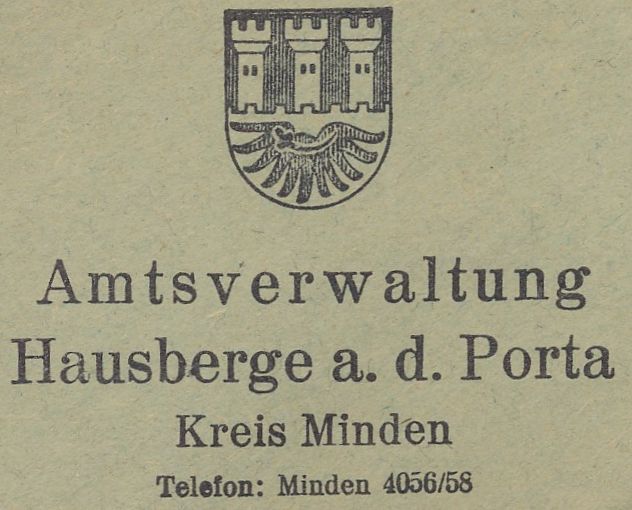 Amtsverwaltung
Hausberge a. d. Porta
Kreis Minden
Telefon: Minden 4056/58